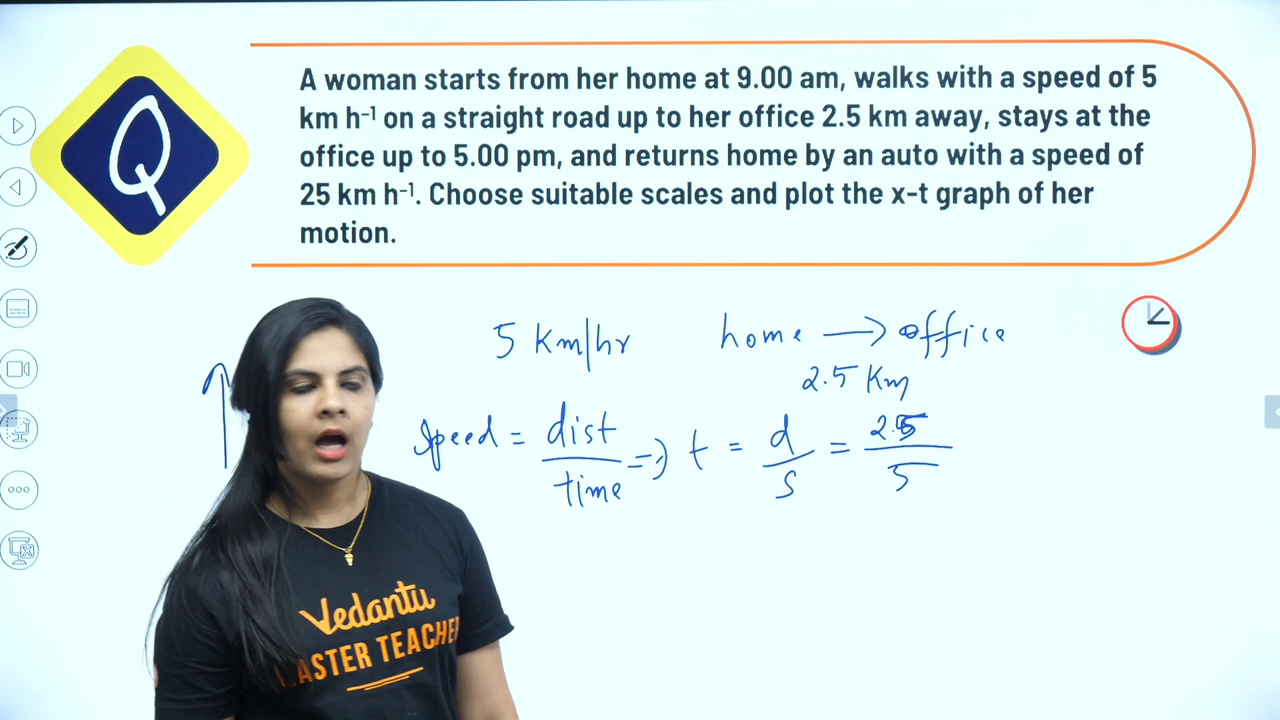 Q
A woman starts from her home at 9.00 am, walks with a speed of 5
km h⁻¹ on a straight road up to her office 2.5 km away, stays at the
office up to 5.00 pm, and returns home by an auto with a speed of
25 km h⁻¹. Choose suitable scales and plot the x-t graph of her
motion.
5 Km/hr home → office
2.5 Km
Speed = dist/time => t = d/s = 2.5/5
Vedantu
MASTER TEACHER